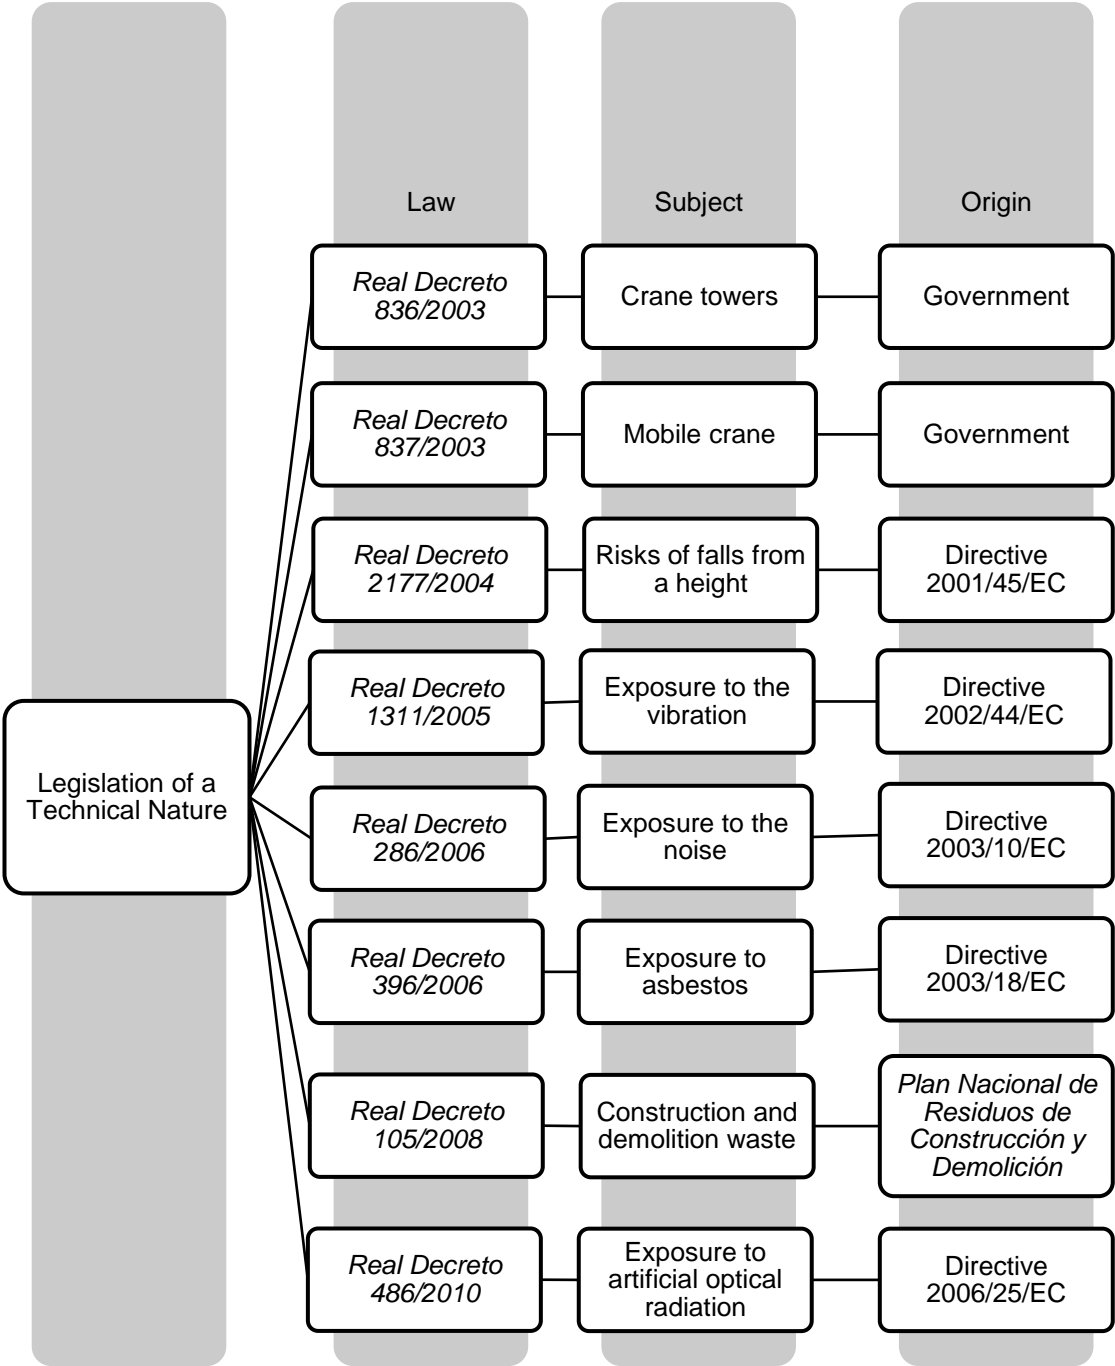 Law
Subject
Origin
Legislation of a
Technical Nature
Real Decreto
836/2003
Crane towers
Government
Real Decreto
837/2003
Mobile crane
Government
Real Decreto
2177/2004
Risks of falls from
a height
Directive
2001/45/EC
Real Decreto
1311/2005
Exposure to the
vibration
Directive
2002/44/EC
Real Decreto
286/2006
Exposure to the
noise
Directive
2003/10/EC
Real Decreto
396/2006
Exposure to
asbestos
Directive
2003/18/EC
Real Decreto
105/2008
Construction and
demolition waste
Plan Nacional de
Residuos de
Construcción y
Demolición
Real Decreto
486/2010
Exposure to
artificial optical
radiation
Directive
2006/25/EC